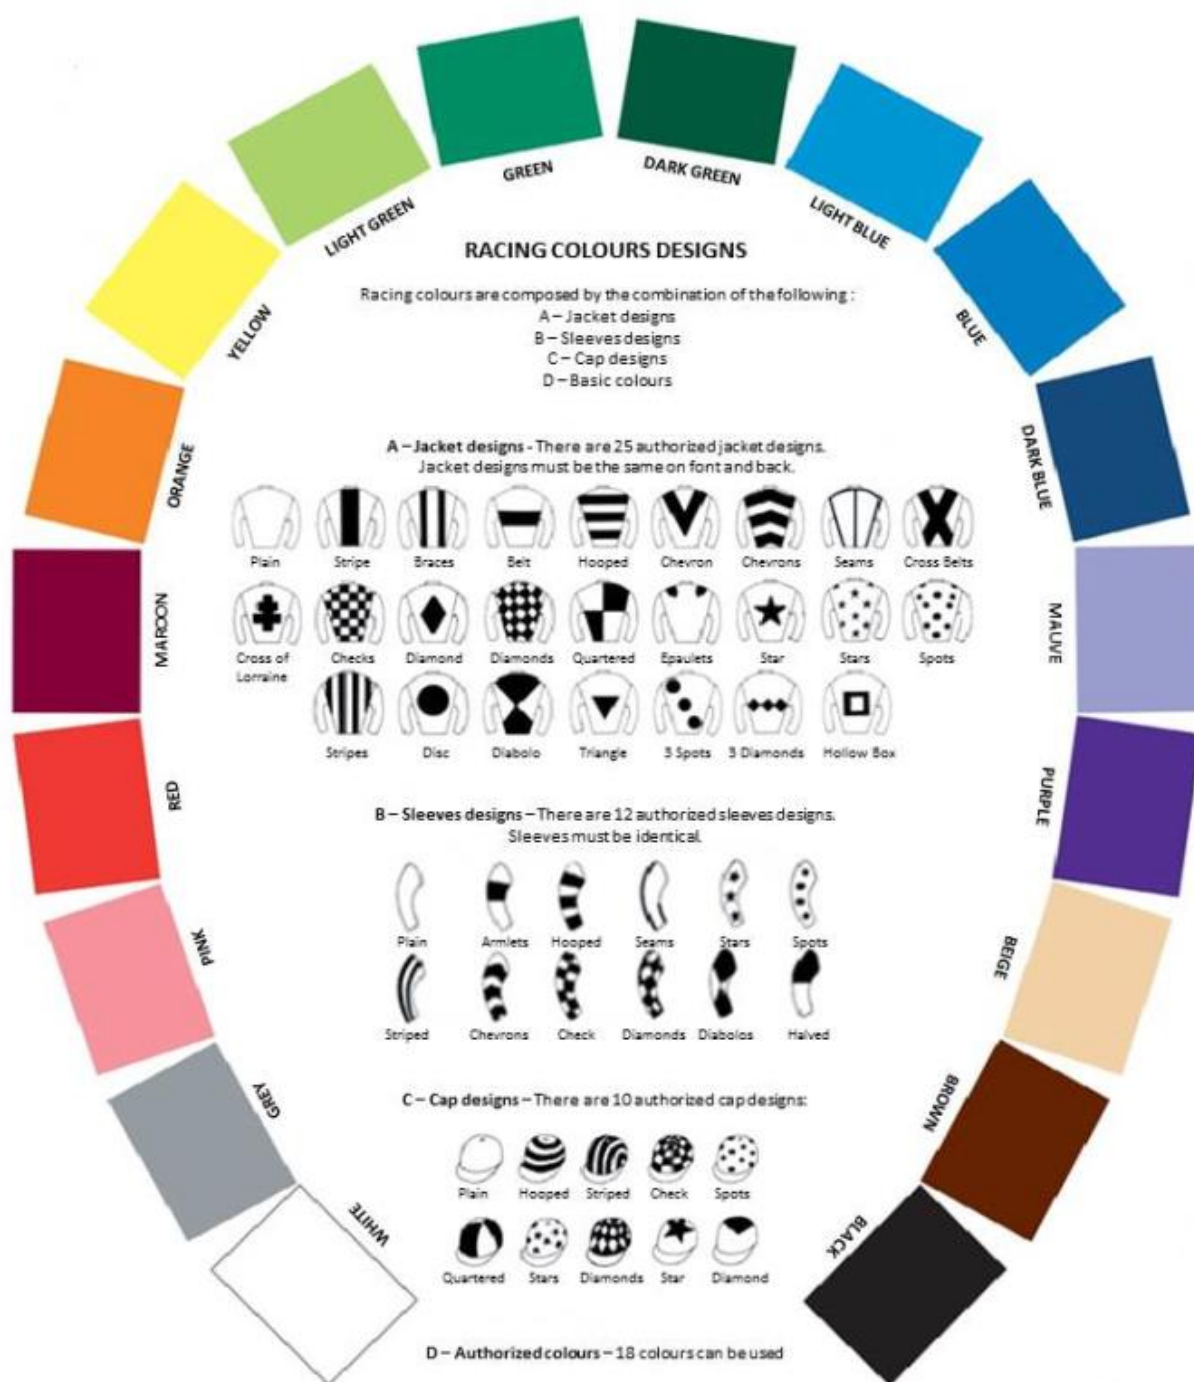 GREEN
DARK GREEN
LIGHT GREEN
LIGHT BLUE
YELLOW
BLUE
ORANGE
DARK BLUE
MAROON
MAUVE
RED
PURPLE
PINK
BEIGE
GREY
BROWN
WHITE
BLACK
RACING COLOURS DESIGNS
Racing colours are composed by the combination of the following :
A – Jacket designs
B – Sleeves designs
C – Cap designs
D – Basic colours
A – Jacket designs - There are 25 authorized jacket designs.
Jacket designs must be the same on font and back.
Plain Stripe Braces Belt Hooped Chevron Chevrons Seams Cross Belts
Cross of Checks Diamond Diamonds Quartered Epaulets Star Stars Spots
Lorraine
Stripes Disc Diabolo Triangle 3 Spots 3 Diamonds Hollow Box
B – Sleeves designs – There are 12 authorized sleeves designs.
Sleeves must be identical.
Plain Armlets Hooped Seams Stars Spots
Striped Chevrons Check Diamonds Diabolos Halved
C – Cap designs – There are 10 authorized cap designs:
Plain Hooped Striped Check Spots
Quartered Stars Diamonds Star Diamond
D – Authorized colours – 18 colours can be used